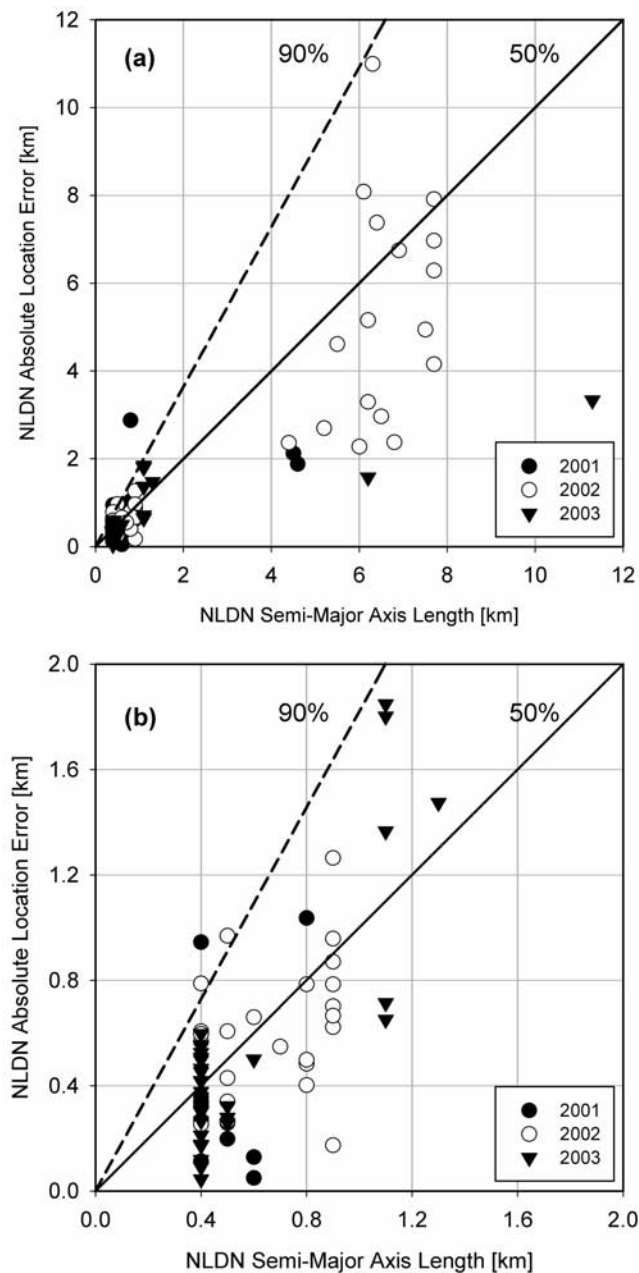 12
10
8
6
4
2
0
(a)
90%
50%
NLDN Absolute Location Error [km]
2001
2002
2003
0 2 4 6 8 10 12
NLDN Semi-Major Axis Length [km]
2.0
1.6
1.2
0.8
0.4
0.0
(b)
90%
50%
NLDN Absolute Location Error [km]
2001
2002
2003
0.0 0.4 0.8 1.2 1.6 2.0
NLDN Semi-Major Axis Length [km]